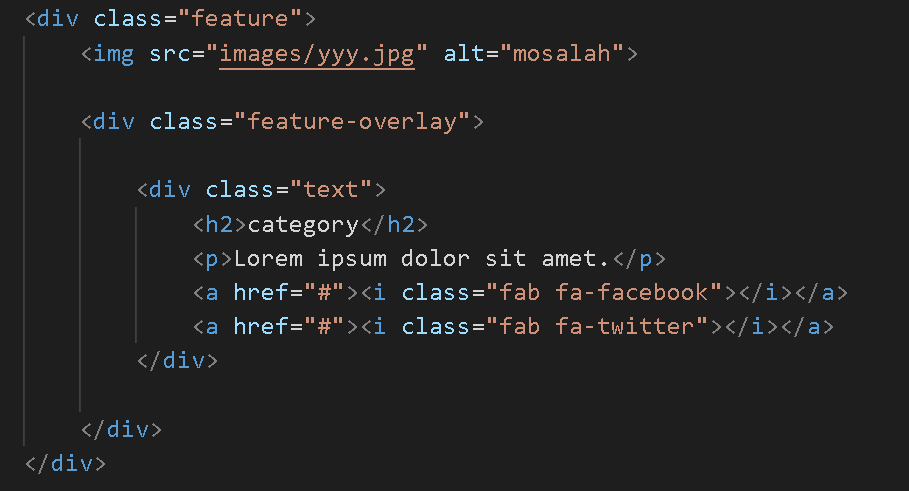 <div class="feature">
<img src="images/yyy.jpg" alt="mosalah">
<div class="feature-overlay">
<div class="text">
<h2>category</h2>
<p>Lorem ipsum dolor sit amet.</p>
<a href="#"><i class="fab fa-facebook"></i></a>
<a href="#"><i class="fab fa-twitter"></i></a>
</div>
</div>
</div>